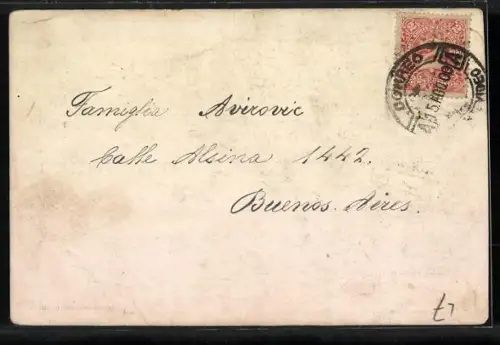 Famiglia Avirovic
Calle Alsina 1442.
Buenos. Aires.